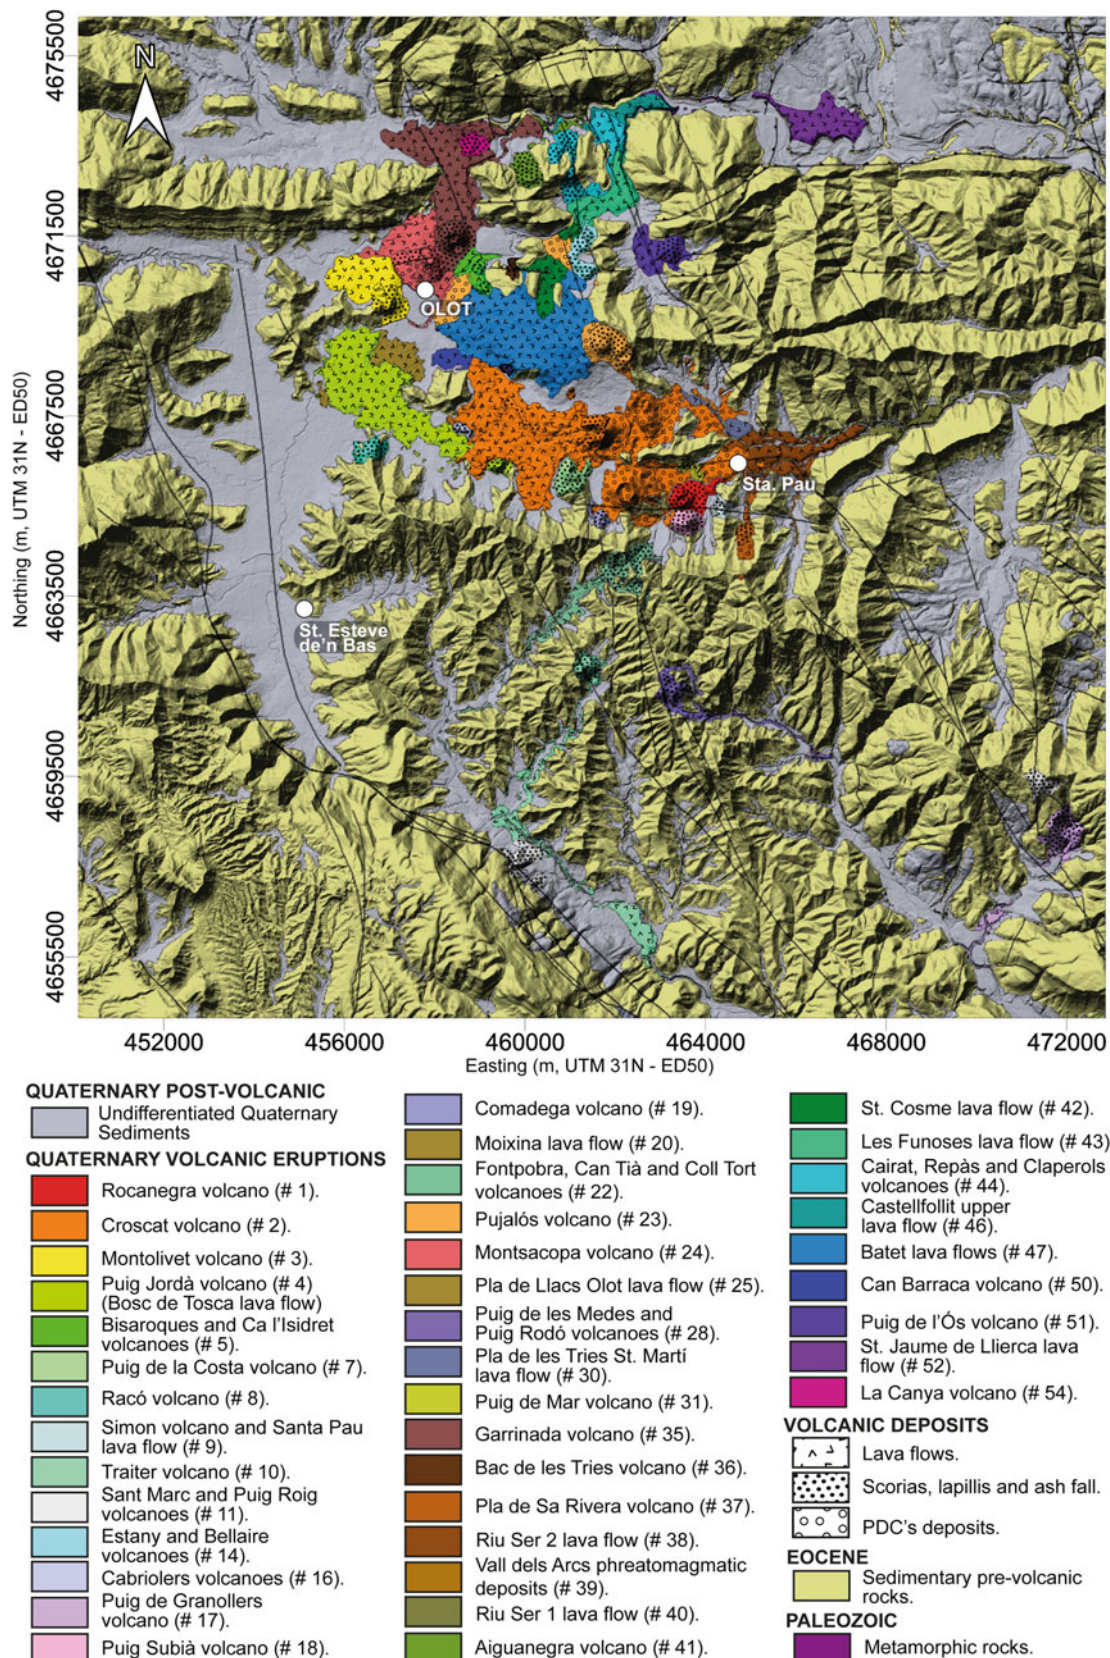 4675500
4671500
4667500
4663500
4659500
4655500
Northing (m, UTM 31N - ED50)
N
OLOT
Sta. Pau
St. Esteve
de'n Bas
452000
456000
460000
464000
468000
472000
Easting (m, UTM 31N - ED50)
QUATERNARY POST-VOLCANIC
Undifferentiated Quaternary
Sediments
QUATERNARY VOLCANIC ERUPTIONS
Rocanegra volcano (# 1).
Croscat volcano (# 2).
Montolivet volcano (# 3).
Puig Jordà volcano (# 4)
(Bosc de Tosca lava flow)
Bisaroques and Ca l'Isidret
volcanoes (# 5).
Puig de la Costa volcano (# 7).
Racó volcano (# 8).
Simon volcano and Santa Pau
lava flow (# 9).
Traiter volcano (# 10).
Sant Marc and Puig Roig
volcanoes (# 11).
Estany and Bellaire
volcanoes (# 14).
Cabriolers volcanoes (# 16).
Puig de Granollers
volcano (# 17).
Puig Subià volcano (# 18).
Comadega volcano (# 19).
Moixina lava flow (# 20).
Fontpobra, Can Tià and Coll Tort
volcanoes (# 22).
Pujalós volcano (# 23).
Montsacopa volcano (# 24).
Pla de Llacs Olot lava flow (# 25).
Puig de les Medes and
Puig Rodó volcanoes (# 28).
Pla de les Tries St. Martí
lava flow (# 30).
Puig de Mar volcano (# 31).
Garrinada volcano (# 35).
Bac de les Tries volcano (# 36).
Pla de Sa Rivera volcano (# 37).
Riu Ser 2 lava flow (# 38).
Vall dels Arcs phreatomagmatic
deposits (# 39).
Riu Ser 1 lava flow (# 40).
Aiguanegra volcano (# 41).
St. Cosme lava flow (# 42).
Les Funoses lava flow (# 43)
Cairat, Repàs and Claperols
volcanoes (# 44).
Castellfollit upper
lava flow (# 46).
Batet lava flows (# 47).
Can Barraca volcano (# 50).
Puig de l'Ós volcano (# 51).
St. Jaume de Llierca lava
flow (# 52).
La Canya volcano (# 54).
VOLCANIC DEPOSITS
Lava flows.
Scorias, lapillis and ash fall.
PDC's deposits.
EOCENE
Sedimentary pre-volcanic
rocks.
PALEOZOIC
Metamorphic rocks.